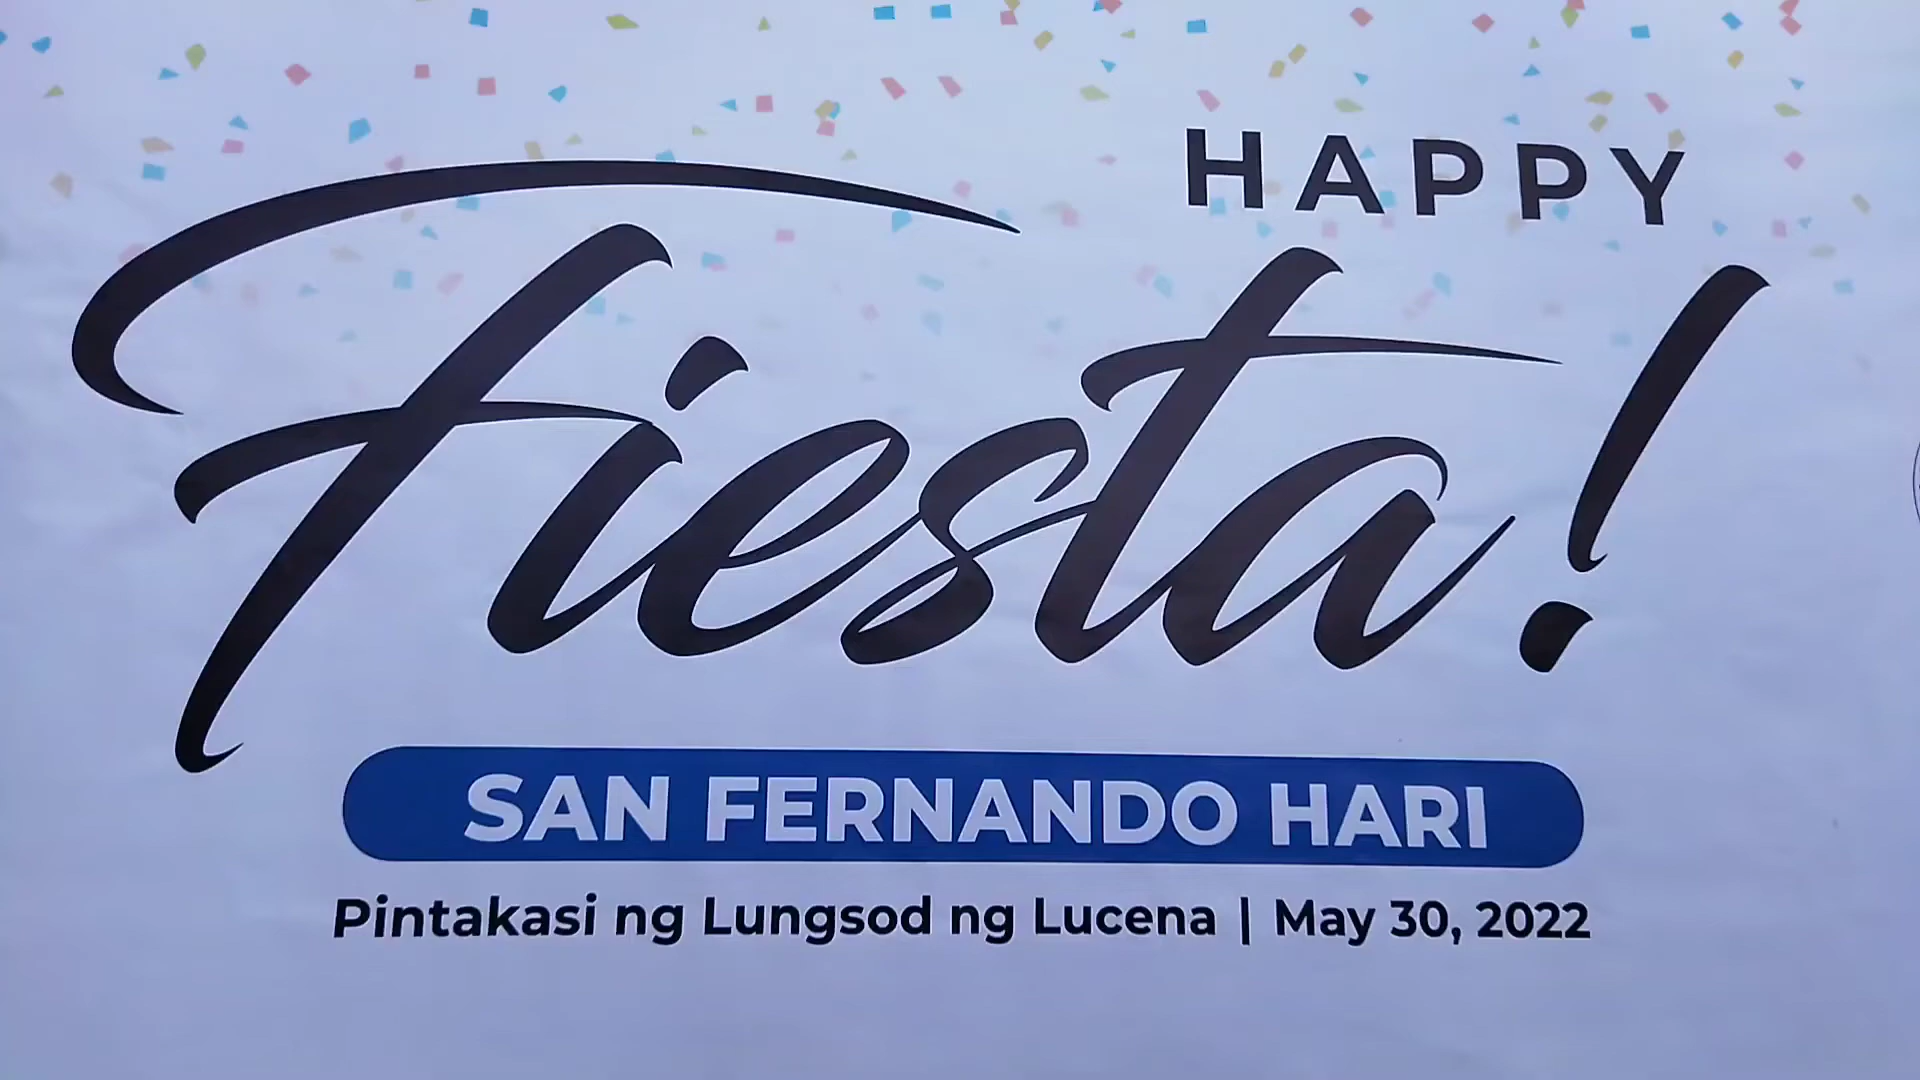 HAPPY
Fiesta!
SAN FERNANDO HARI
Pintakasi ng Lungsod ng Lucena | May 30, 2022